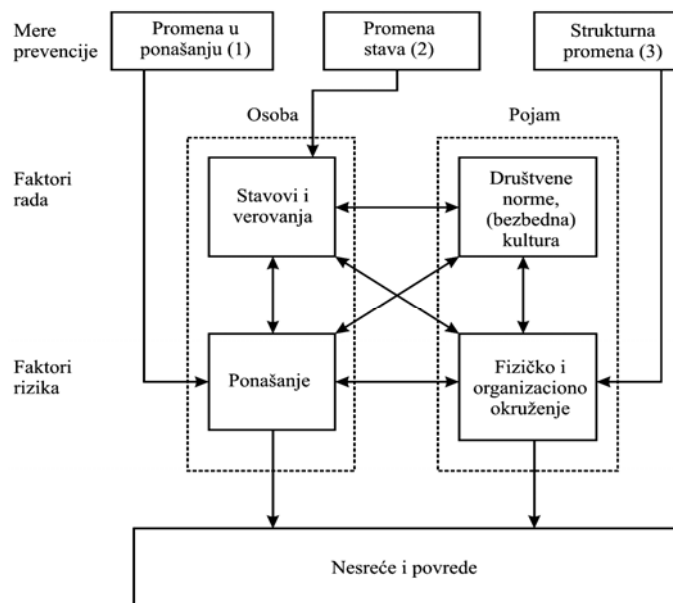 Mere
prevencije
Promena u
ponašanju (1)
Promena
stava (2)
Strukturna
promena (3)
Osoba
Pojam
Faktori
rada
Stavovi i
verovanja
Društvene
norme,
(bezbedna)
kultura
Faktori
rizika
Ponašanje
Fizičko i
organizaciono
okruženje
Nesreće i povrede